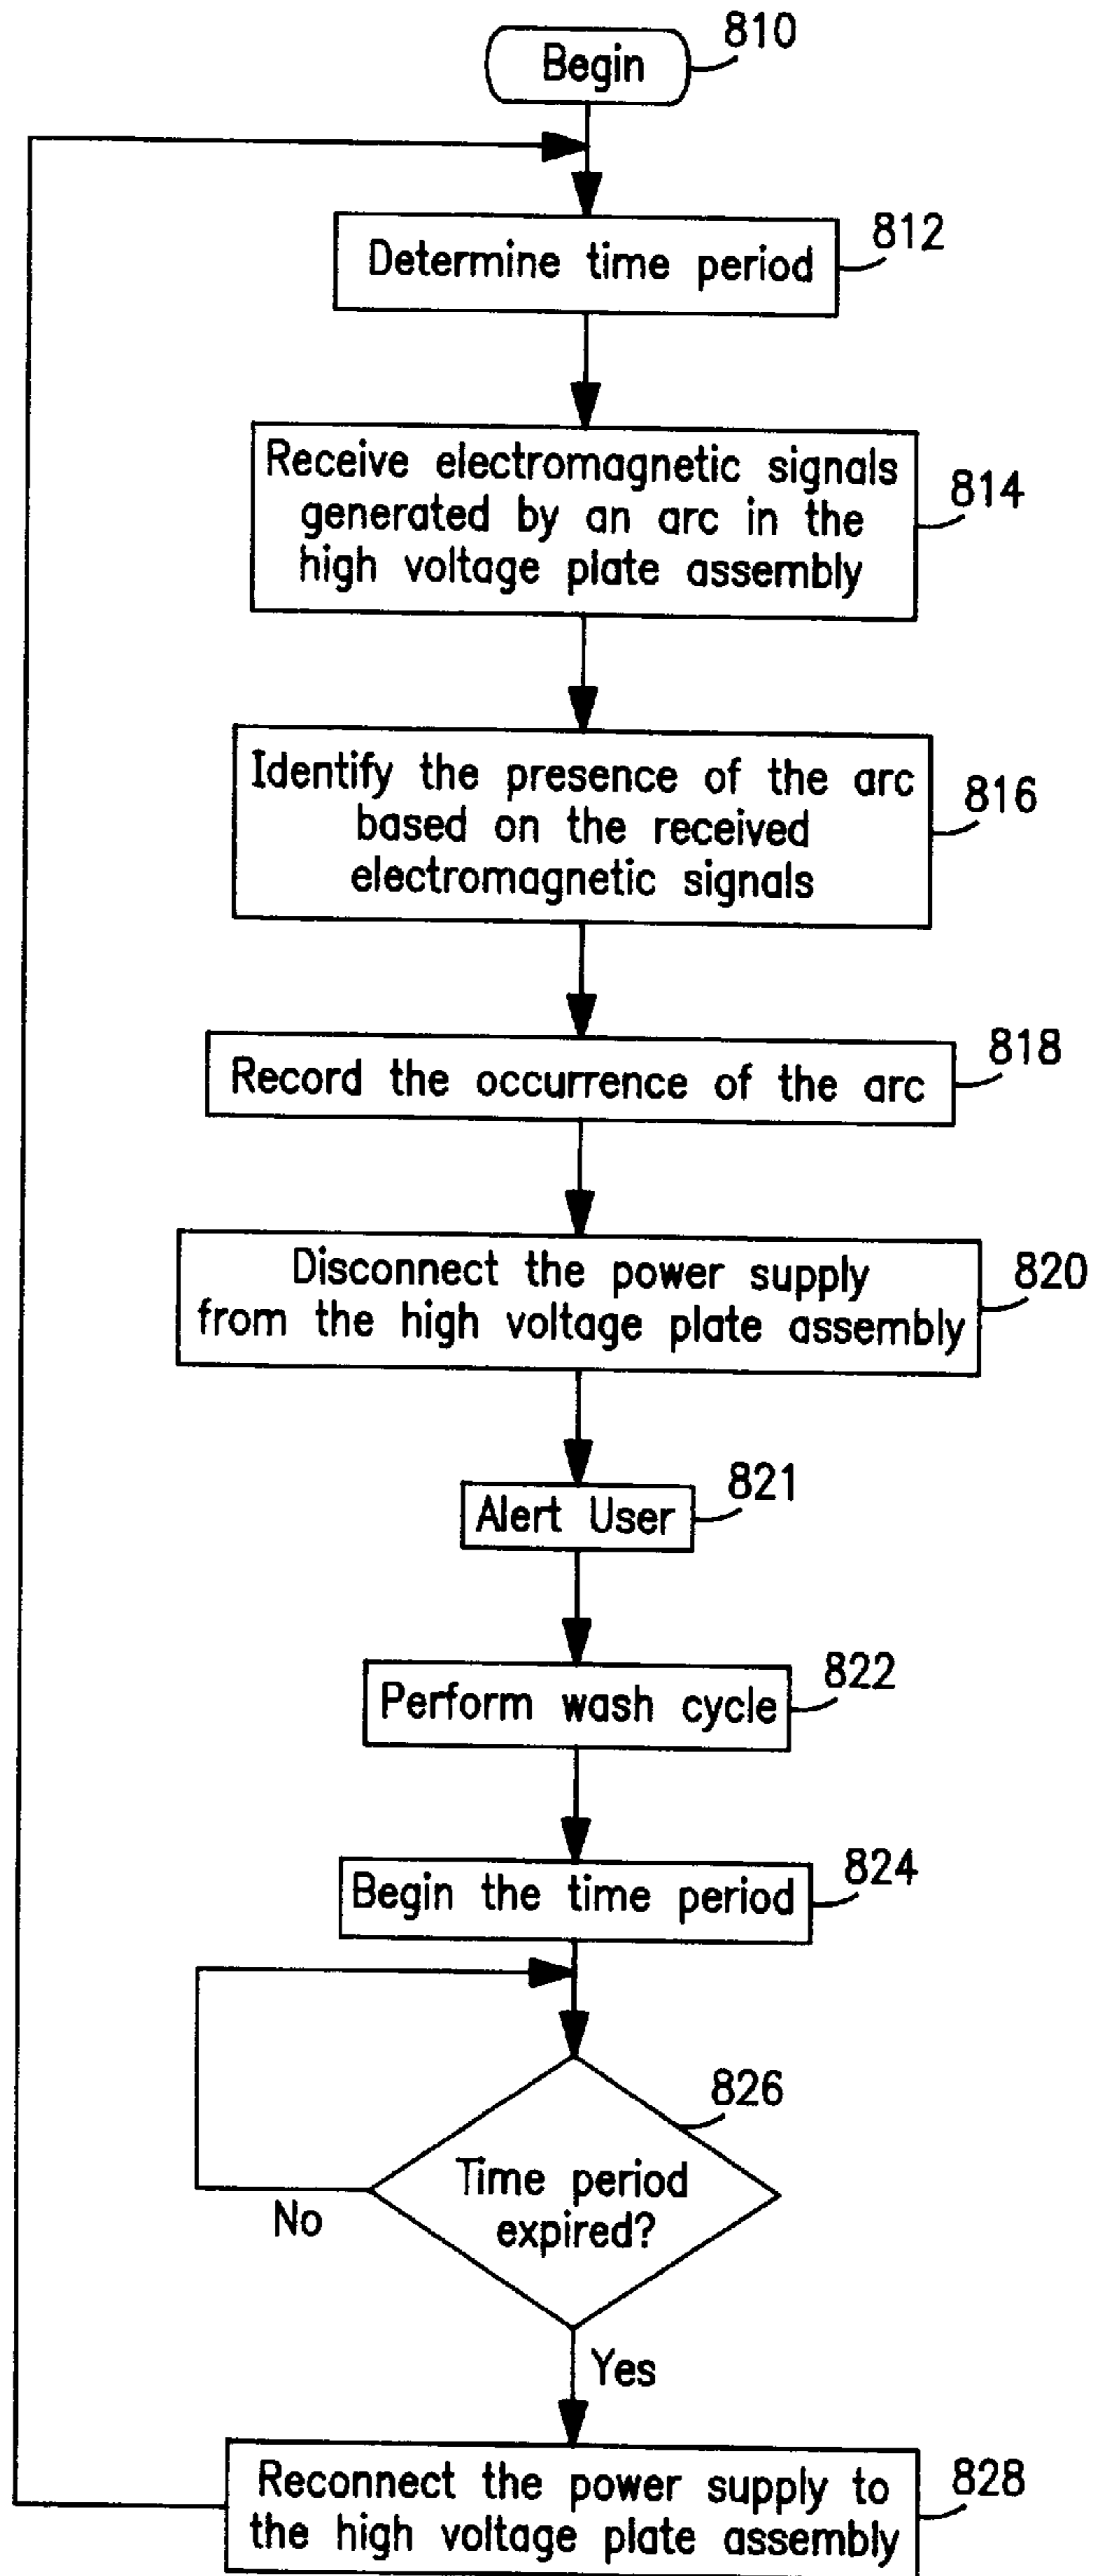 810
Begin
812
Determine time period
814
Receive electromagnetic signals
generated by an arc in the
high voltage plate assembly
816
Identify the presence of the arc
based on the received
electromagnetic signals
818
Record the occurrence of the arc
820
Disconnect the power supply
from the high voltage plate assembly
821
Alert User
822
Perform wash cycle
824
Begin the time period
826
Time period
expired?
No
Yes
828
Reconnect the power supply to
the high voltage plate assembly